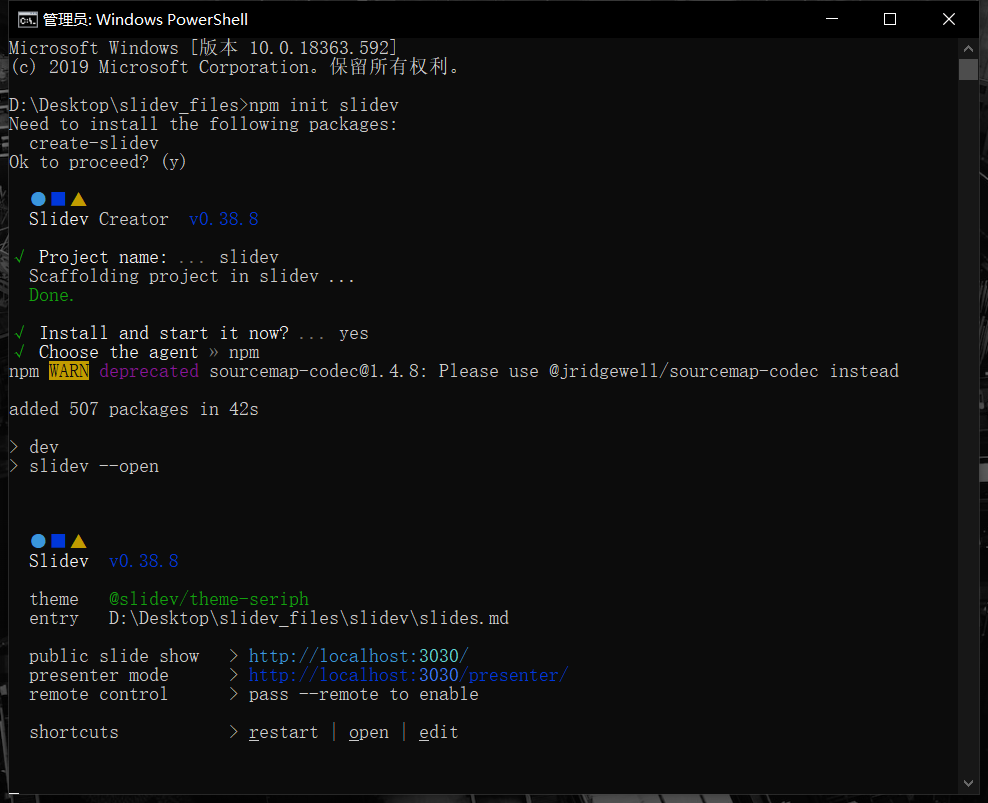 管理员: Windows PowerShell
Microsoft Windows [版本 10.0.18363.592]
(c) 2019 Microsoft Corporation。保留所有权利。
D:\Desktop\slidev_files>npm init slidev
Need to install the following packages:
create-slidev
Ok to proceed? (y)
Slidev Creator v0.38.8
√ Project name: ... slidev
Scaffolding project in slidev ...
Done.
√ Install and start it now? ... yes
√ Choose the agent » npm
npm WARN deprecated sourcemap-codec@1.4.8: Please use @jridgewell/sourcemap-codec instead
added 507 packages in 42s
> dev
> slidev --open
Slidev v0.38.8
theme @slidev/theme-seriph
entry D:\Desktop\slidev_files\slidev\slides.md
public slide show > http://localhost:3030/
presenter mode > http://localhost:3030/presenter/
remote control > pass --remote to enable
shortcuts > restart | open | edit